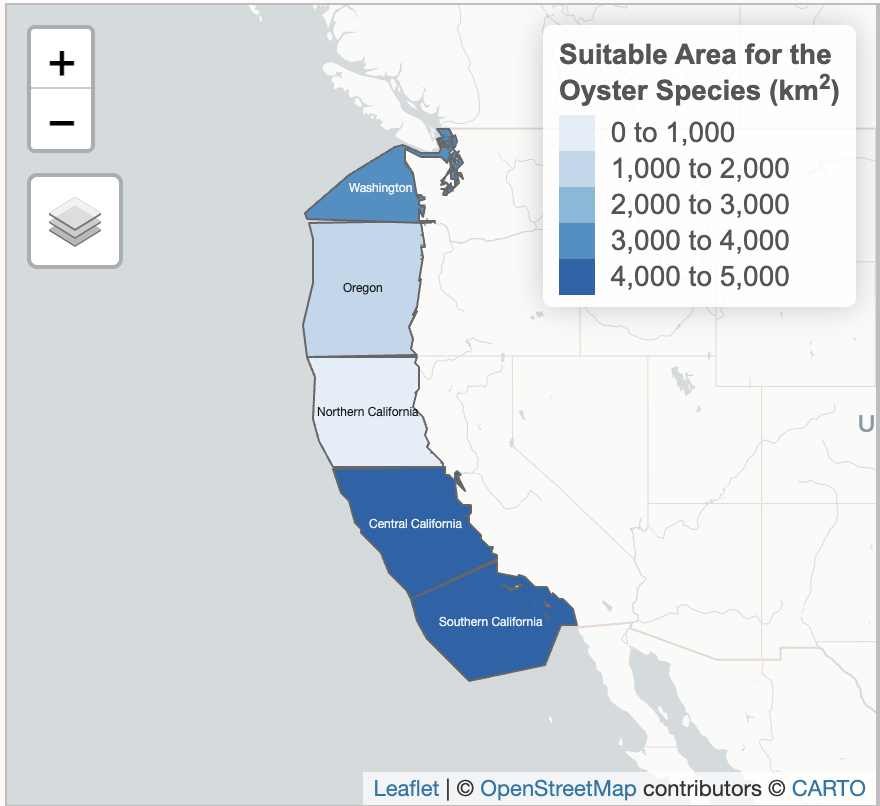 +
−
Suitable Area for the
Oyster Species (km²)
0 to 1,000
1,000 to 2,000
2,000 to 3,000
3,000 to 4,000
4,000 to 5,000
Washington
Oregon
Northern California
U
Central California
Southern California
Leaflet | © OpenStreetMap contributors © CARTO